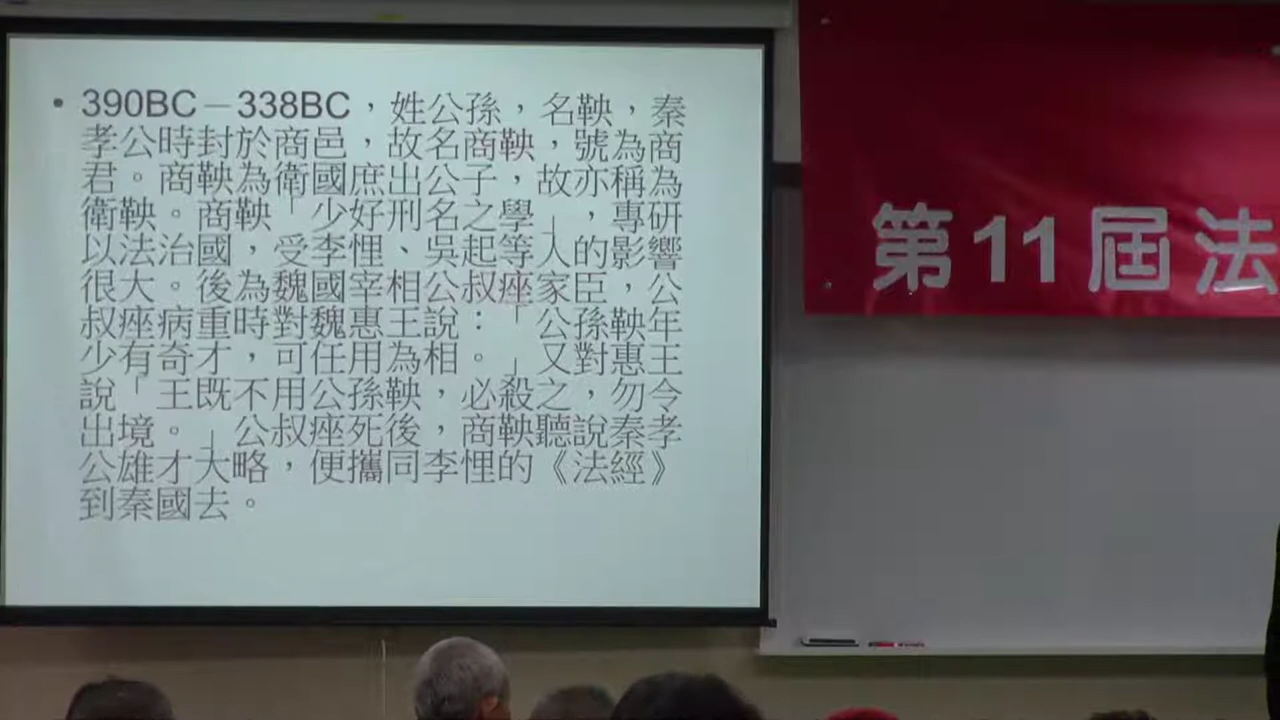 • 390BC－338BC，姓公孫，名鞅，秦
孝公時封於商邑，故名商鞅，號為商
君。商鞅為衛國庶出公子，故亦稱為
衛鞅。商鞅「少好刑名之學」，專研
以法治國，受李悝、吳起等人的影響
很大。後為魏國宰相公叔痤家臣，公
叔痤病重時對魏惠王說：「公孫鞅年
少有奇才，可任用為相。」又對惠王
說「王既不用公孫鞅，必殺之，勿令
出境。」公叔痤死後，商鞅聽說秦孝
公雄才大略，便攜同李悝的《法經》
到秦國去。
第11屆法